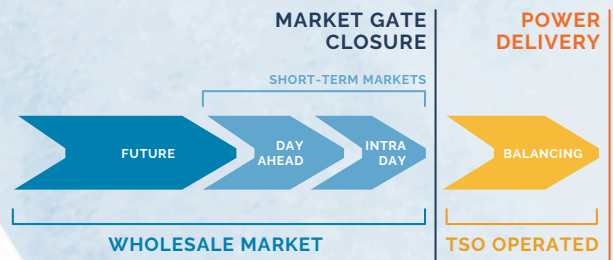 MARKET GATE
CLOSURE
POWER
DELIVERY
SHORT-TERM MARKETS
FUTURE
DAY
AHEAD
INTRA
DAY
BALANCING
WHOLESALE MARKET
TSO OPERATED